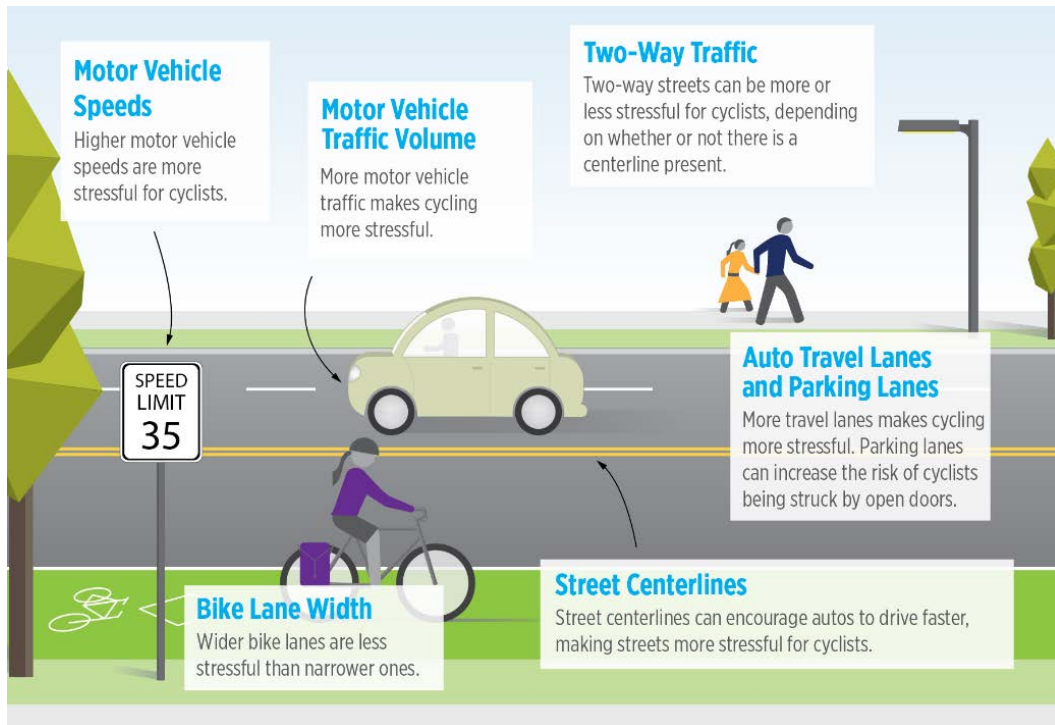 Motor Vehicle
Speeds
Higher motor vehicle
speeds are more
stressful for cyclists.
Motor Vehicle
Traffic Volume
More motor vehicle
traffic makes cycling
more stressful.
Two-Way Traffic
Two-way streets can be more or
less stressful for cyclists, depending
on whether or not there is a
centerline present.
SPEED
LIMIT
35
Auto Travel Lanes
and Parking Lanes
More travel lanes makes cycling
more stressful. Parking lanes
can increase the risk of cyclists
being struck by open doors.
Bike Lane Width
Wider bike lanes are less
stressful than narrower ones.
Street Centerlines
Street centerlines can encourage autos to drive faster,
making streets more stressful for cyclists.